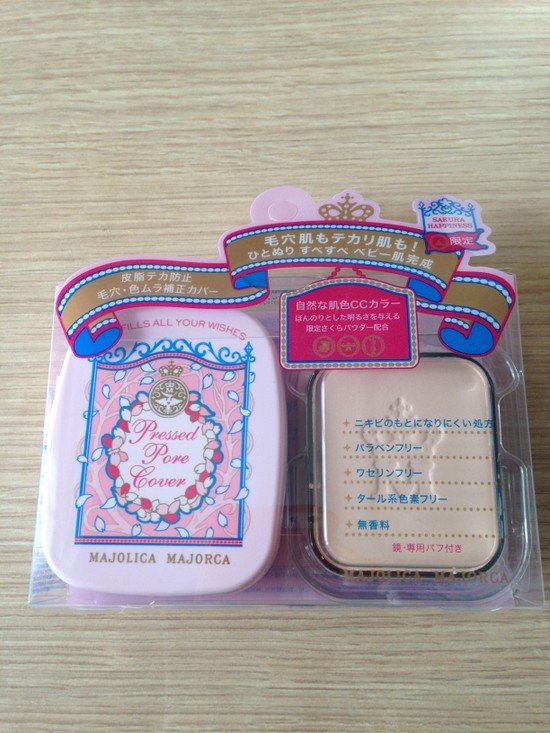 SAKURA
HAPPINESS
限定
毛穴肌もテカリ肌も!
ひとぬり すべすべ ベビー肌完成
皮脂テカ防止
毛穴・色ムラ補正カバー
自然な肌色CCカラー
ほんのりとした明るさを与える
限定さくらパウダー配合
FILLS ALL YOUR WISHES
Pressed
Pore
Cover
MAJOLICA MAJORCA
ニキビのもとになりにくい処方
パラベンフリー
ワセリンフリー
タール系色素フリー
無香料
鏡・専用パフ付き
MAJOLICA MAJORCA